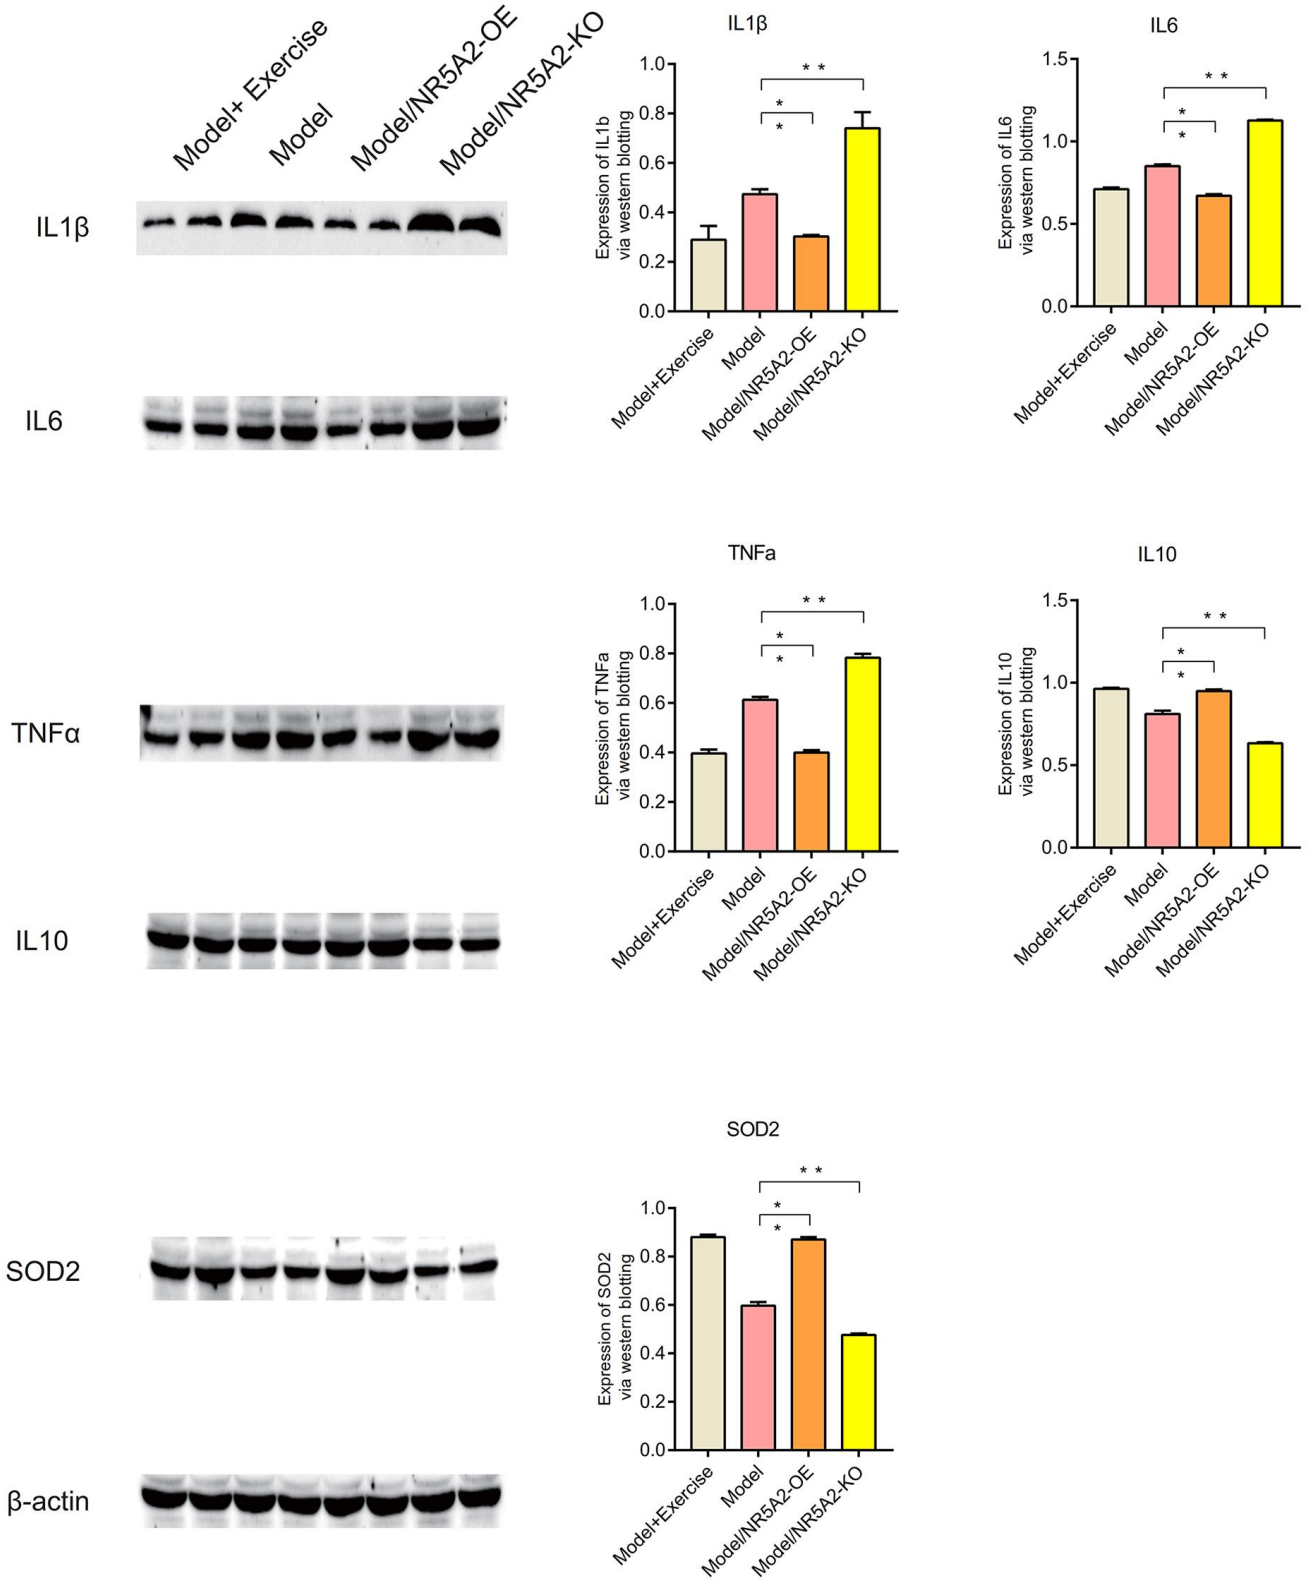 Model+ Exercise
Model
Model/NR5A2-OE
Model/NR5A2-KO
IL1β
IL6
TNFα
IL10
SOD2
β-actin
IL1β
Expression of IL1b
via western blotting
1.0
0.8
0.6
0.4
0.2
0.0
* *
*
*
Model+Exercise
Model
Model/NR5A2-OE
Model/NR5A2-KO
IL6
Expression of IL6
via western blotting
1.5
1.0
0.5
0.0
* *
*
*
Model+Exercise
Model
Model/NR5A2-OE
Model/NR5A2-KO
TNFa
Expression of TNFa
via western blotting
1.0
0.8
0.6
0.4
0.2
0.0
* *
*
*
Model+Exercise
Model
Model/NR5A2-OE
Model/NR5A2-KO
IL10
Expression of IL10
via western blotting
1.5
1.0
0.5
0.0
* *
*
*
Model+Exercise
Model
Model/NR5A2-OE
Model/NR5A2-KO
SOD2
Expression of SOD2
via western blotting
1.0
0.8
0.6
0.4
0.2
0.0
* *
*
*
Model+Exercise
Model
Model/NR5A2-OE
Model/NR5A2-KO